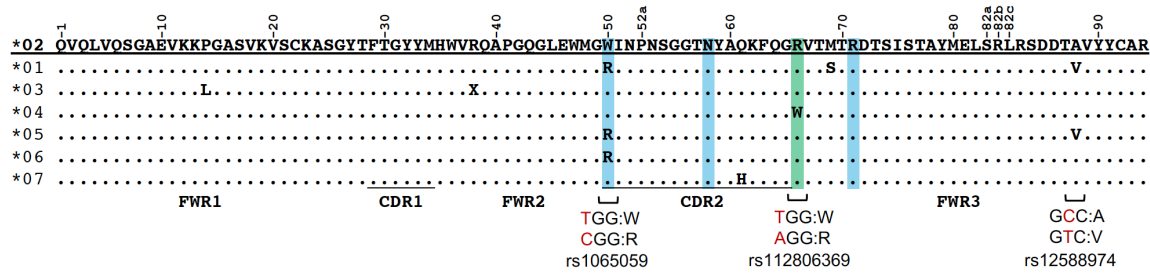 -1 -10 -20 -30 -40 -50 -52a -60 -70 -80 -82a -82b -82c -90
*02 QVQLVQSGAEVKKPGASVKVSCKASGYTFTGYYMHWVRQAPGQGLEWMGWINPNSGGTNYAQKFQGRVTMTRDTSISTAYMELSRLRSDDTAVYYCAR
*01 .................................................R...................S.....................V......
*03 .............L.......................X............................................................
*04 ..................................................................W...............................
*05 .................................................R.........................................V......
*06 .................................................R................................................
*07 .............................................................H....................................
FWR1 CDR1 FWR2 CDR2 FWR3
TGG:W TGG:W GCC:A
CGG:R AGG:R GTC:V
rs1065059 rs112806369 rs12588974